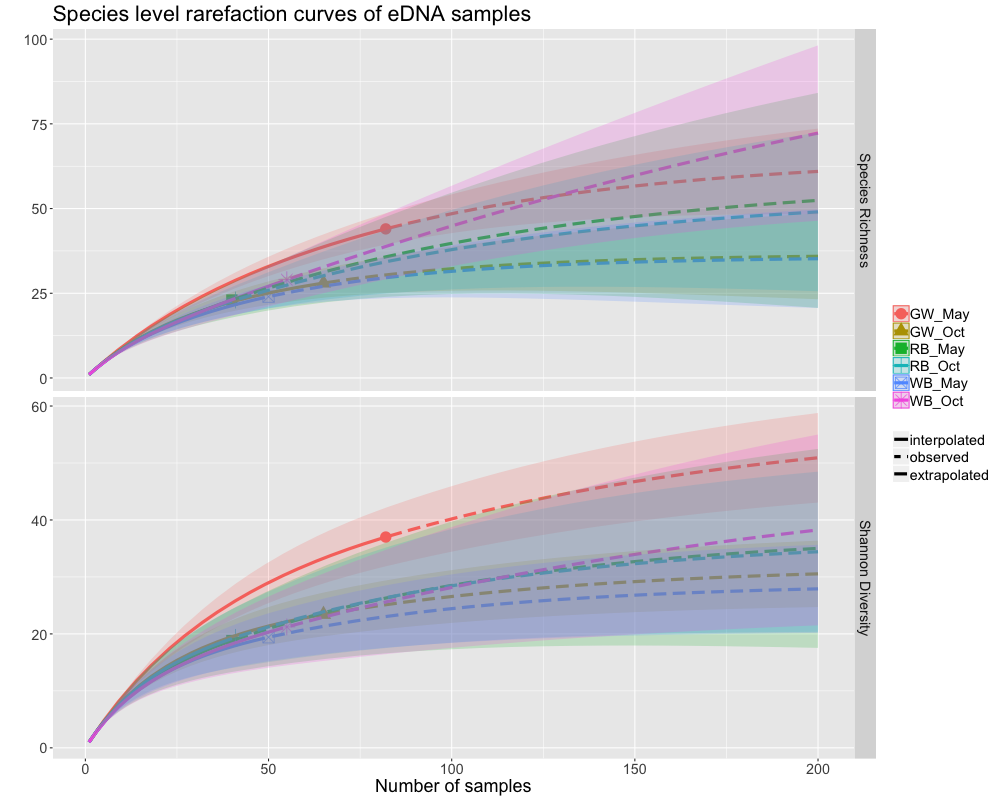 Species level rarefaction curves of eDNA samples
100
75
50
25
0
Species Richness
60
40
20
0
Shannon Diversity
0 50 100 150 200
Number of samples
GW_May
GW_Oct
RB_May
RB_Oct
WB_May
WB_Oct
interpolated
observed
extrapolated